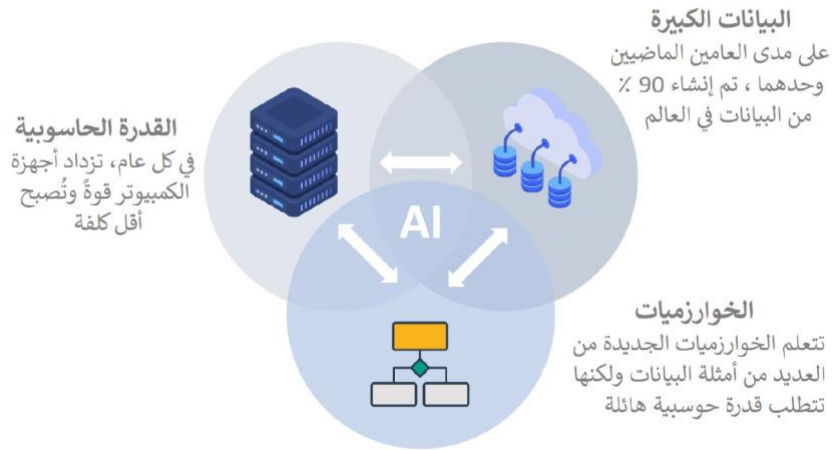 البيانات الكبيرة
على مدى العامين الماضيين
وحدهما ، تم إنشاء 90 ٪
من البيانات في العالم
القدرة الحاسوبية
في كل عام، تزداد أجهزة
الكمبيوتر قوةً وتُصبح
أقل كلفة
AI
الخوارزميات
تتعلم الخوارزميات الجديدة من
العديد من أمثلة البيانات ولكنها
تتطلب قدرة حوسبية هائلة